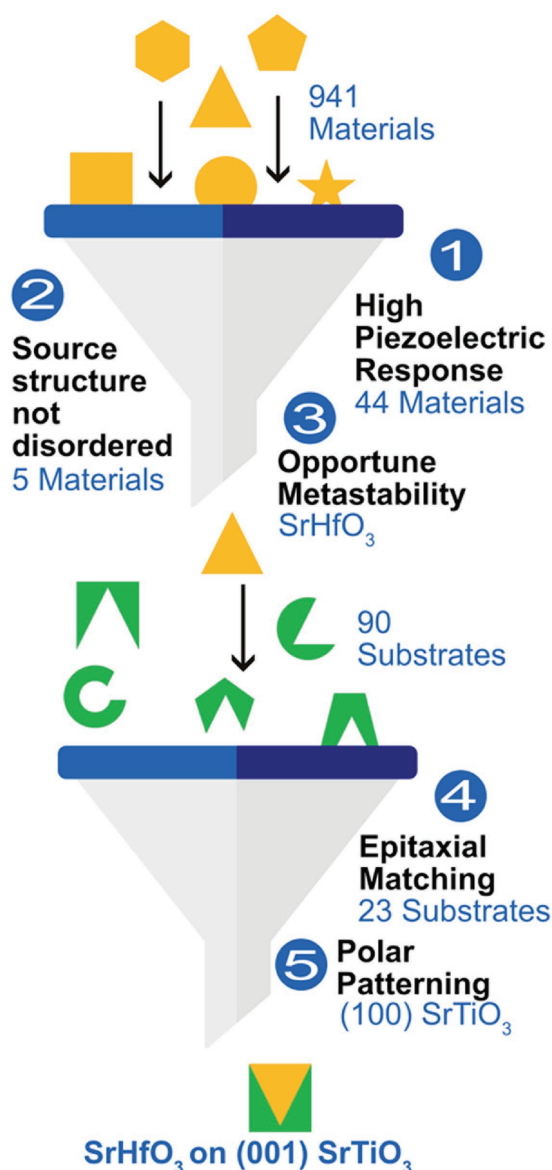 941
Materials
1
High
Piezoelectric
Response
44 Materials
2
Source
structure
not
disordered
5 Materials
3
Opportune
Metastability
SrHfO₃
90
Substrates
4
Epitaxial
Matching
23 Substrates
5
Polar
Patterning
(100) SrTiO₃
SrHfO₃ on (001) SrTiO₃